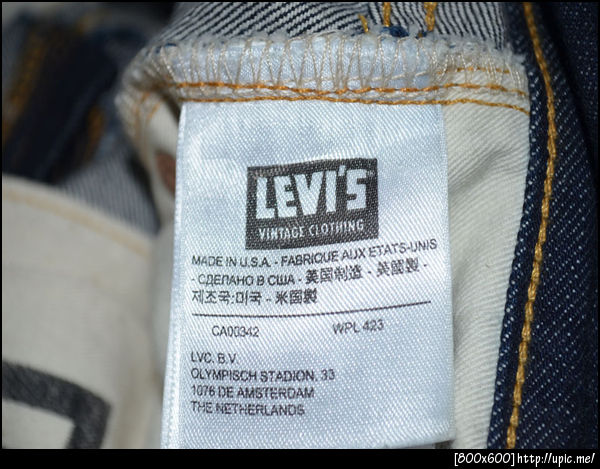 LEVI'S
VINTAGE CLOTHING
MADE IN U.S.A. - FABRIQUE AUX ETATS-UNIS
- СДЕЛАНО В США - 美国制造 - 美國製 -
제조국:미국 - 米国製
CA00342 WPL 423
LVC. B.V.
OLYMPISCH STADION, 33
1076 DE AMSTERDAM
THE NETHERLANDS
[800x600]http://upic.me/